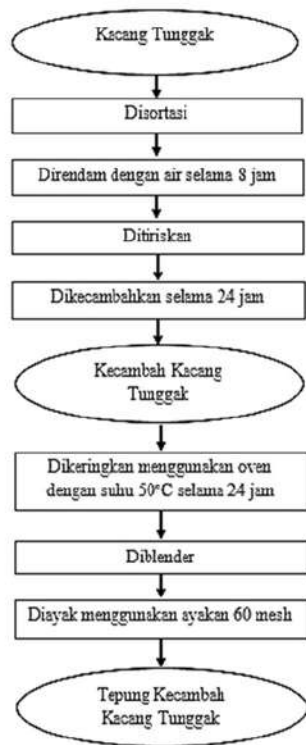 Kacang Tunggak
Disortasi
Direndam dengan air selama 8 jam
Ditiriskan
Dikecambahkan selama 24 jam
Kecambah Kacang
Tunggak
Dikeringkan menggunakan oven
dengan suhu 50°C selama 24 jam
Diblender
Diayak menggunakan ayakan 60 mesh
Tepung Kecambah
Kacang Tunggak